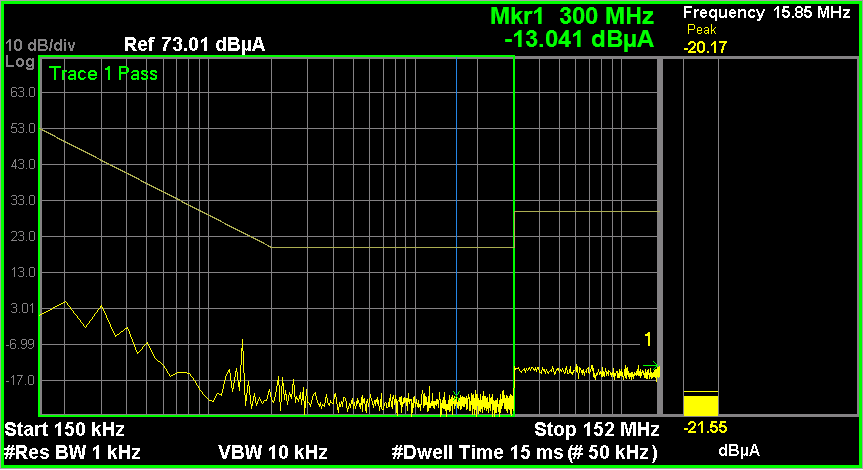 Mkr1 300 MHz
-13.041 dBµA
Frequency 15.85 MHz
Peak
-20.17
10 dB/div
Ref 73.01 dBµA
Log
Trace 1 Pass
63.0
53.0
43.0
33.0
23.0
13.0
3.01
-6.99
-17.0
1
Start 150 kHz
Stop 152 MHz
-21.55
#Res BW 1 kHz
VBW 10 kHz
#Dwell Time 15 ms (# 50 kHz)
dBµA